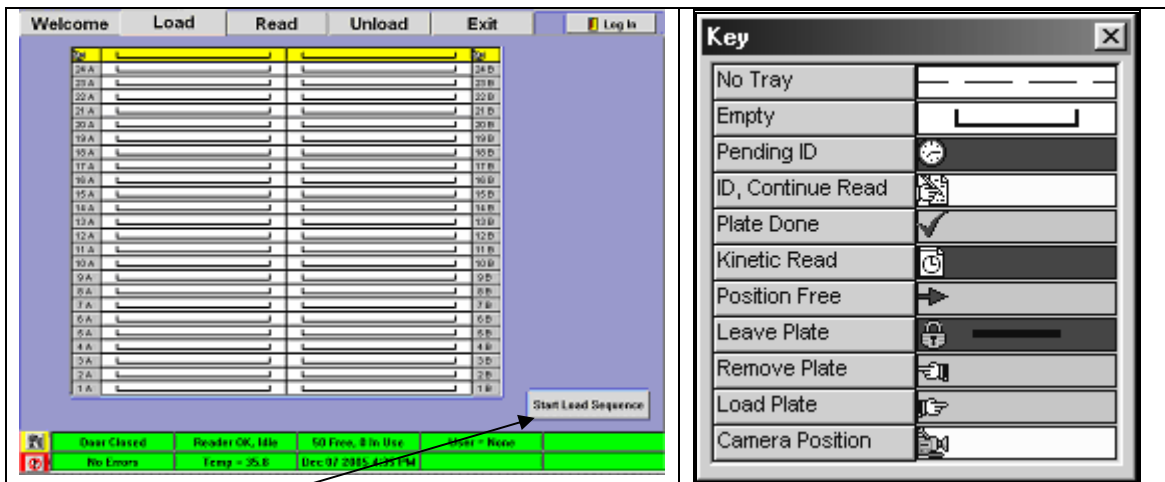 Welcome Load Read Unload Exit Log In
24 A 24 B
23 A 23 B
22 A 22 B
21 A 21 B
20 A 20 B
19 A 19 B
18 A 18 B
17 A 17 B
16 A 16 B
15 A 15 B
14 A 14 B
13 A 13 B
12 A 12 B
11 A 11 B
10 A 10 B
9 A 9 B
8 A 8 B
7 A 7 B
6 A 6 B
5 A 5 B
4 A 4 B
3 A 3 B
2 A 2 B
1 A 1 B
Start Load Sequence
Door Closed Reader OK, Idle 50 Free, 0 In Use User = None
No Errors Temp = 35.8 Dec 07 2005 4:35 PM
Key
No Tray
Empty
Pending ID
ID, Continue Read
Plate Done
Kinetic Read
Position Free
Leave Plate
Remove Plate
Load Plate
Camera Position